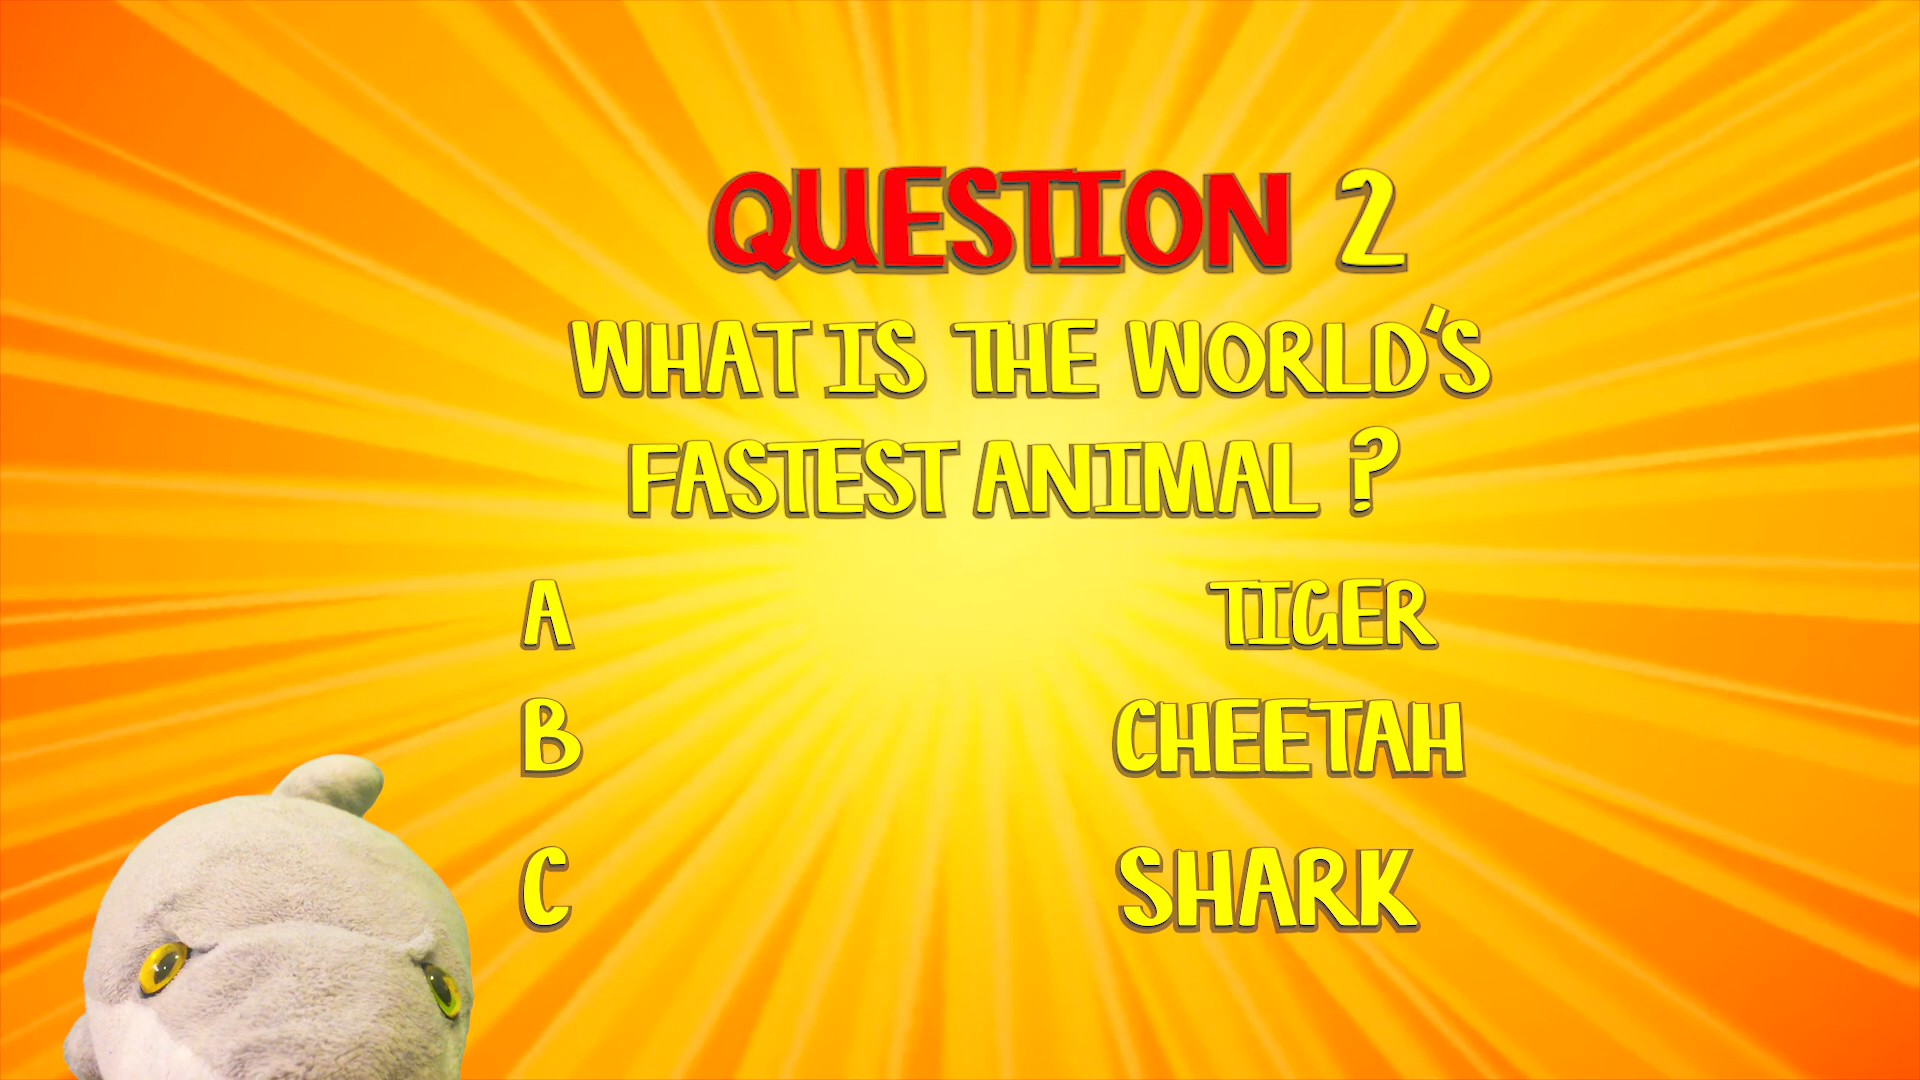 QUESTION 2
WHAT IS THE WORLD'S
FASTEST ANIMAL ?
A TIGER
B CHEETAH
C SHARK